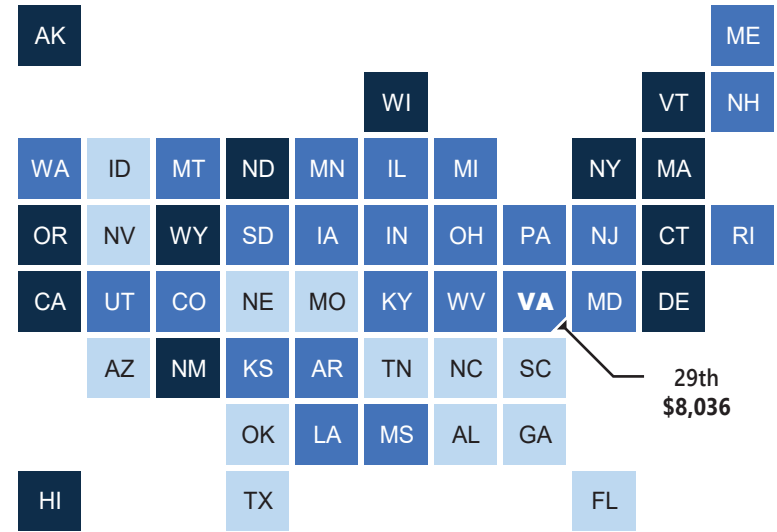 AK ME
WI VT NH
WA ID MT ND MN IL MI NY MA
OR NV WY SD IA IN OH PA NJ CT RI
CA UT CO NE MO KY WV VA MD DE
AZ NM KS AR TN NC SC
29th
$8,036
OK LA MS AL GA
HI TX FL